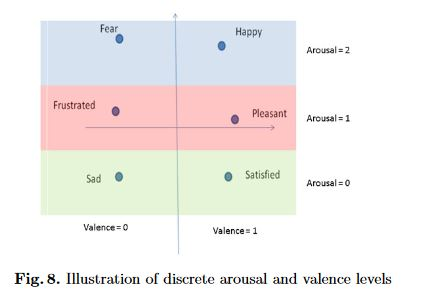 Fear
Happy
Arousal = 2
Frustrated
Pleasant
Arousal = 1
Sad
Satisfied
Arousal = 0
Valence = 0
Valence = 1
Fig. 8. Illustration of discrete arousal and valence levels